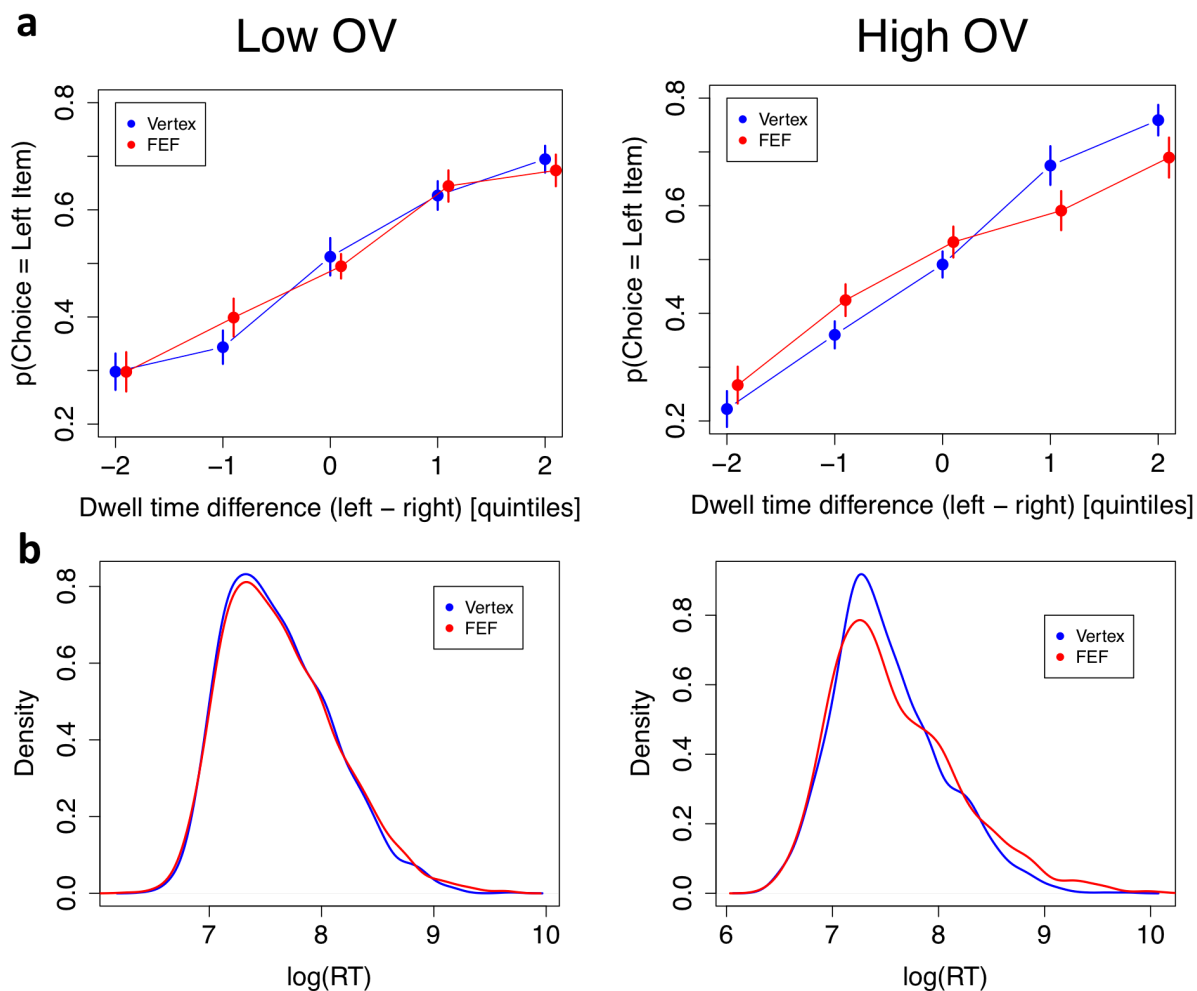 a
Low OV
High OV
p(Choice = Left Item)
0.2 0.4 0.6 0.8
Vertex
FEF
−2 −1 0 1 2
Dwell time difference (left − right) [quintiles]
p(Choice = Left Item)
0.2 0.4 0.6 0.8
Vertex
FEF
−2 −1 0 1 2
Dwell time difference (left − right) [quintiles]
b
Density
0.0 0.2 0.4 0.6 0.8
Vertex
FEF
7 8 9 10
log(RT)
Density
0.0 0.2 0.4 0.6 0.8
Vertex
FEF
6 7 8 9 10
log(RT)